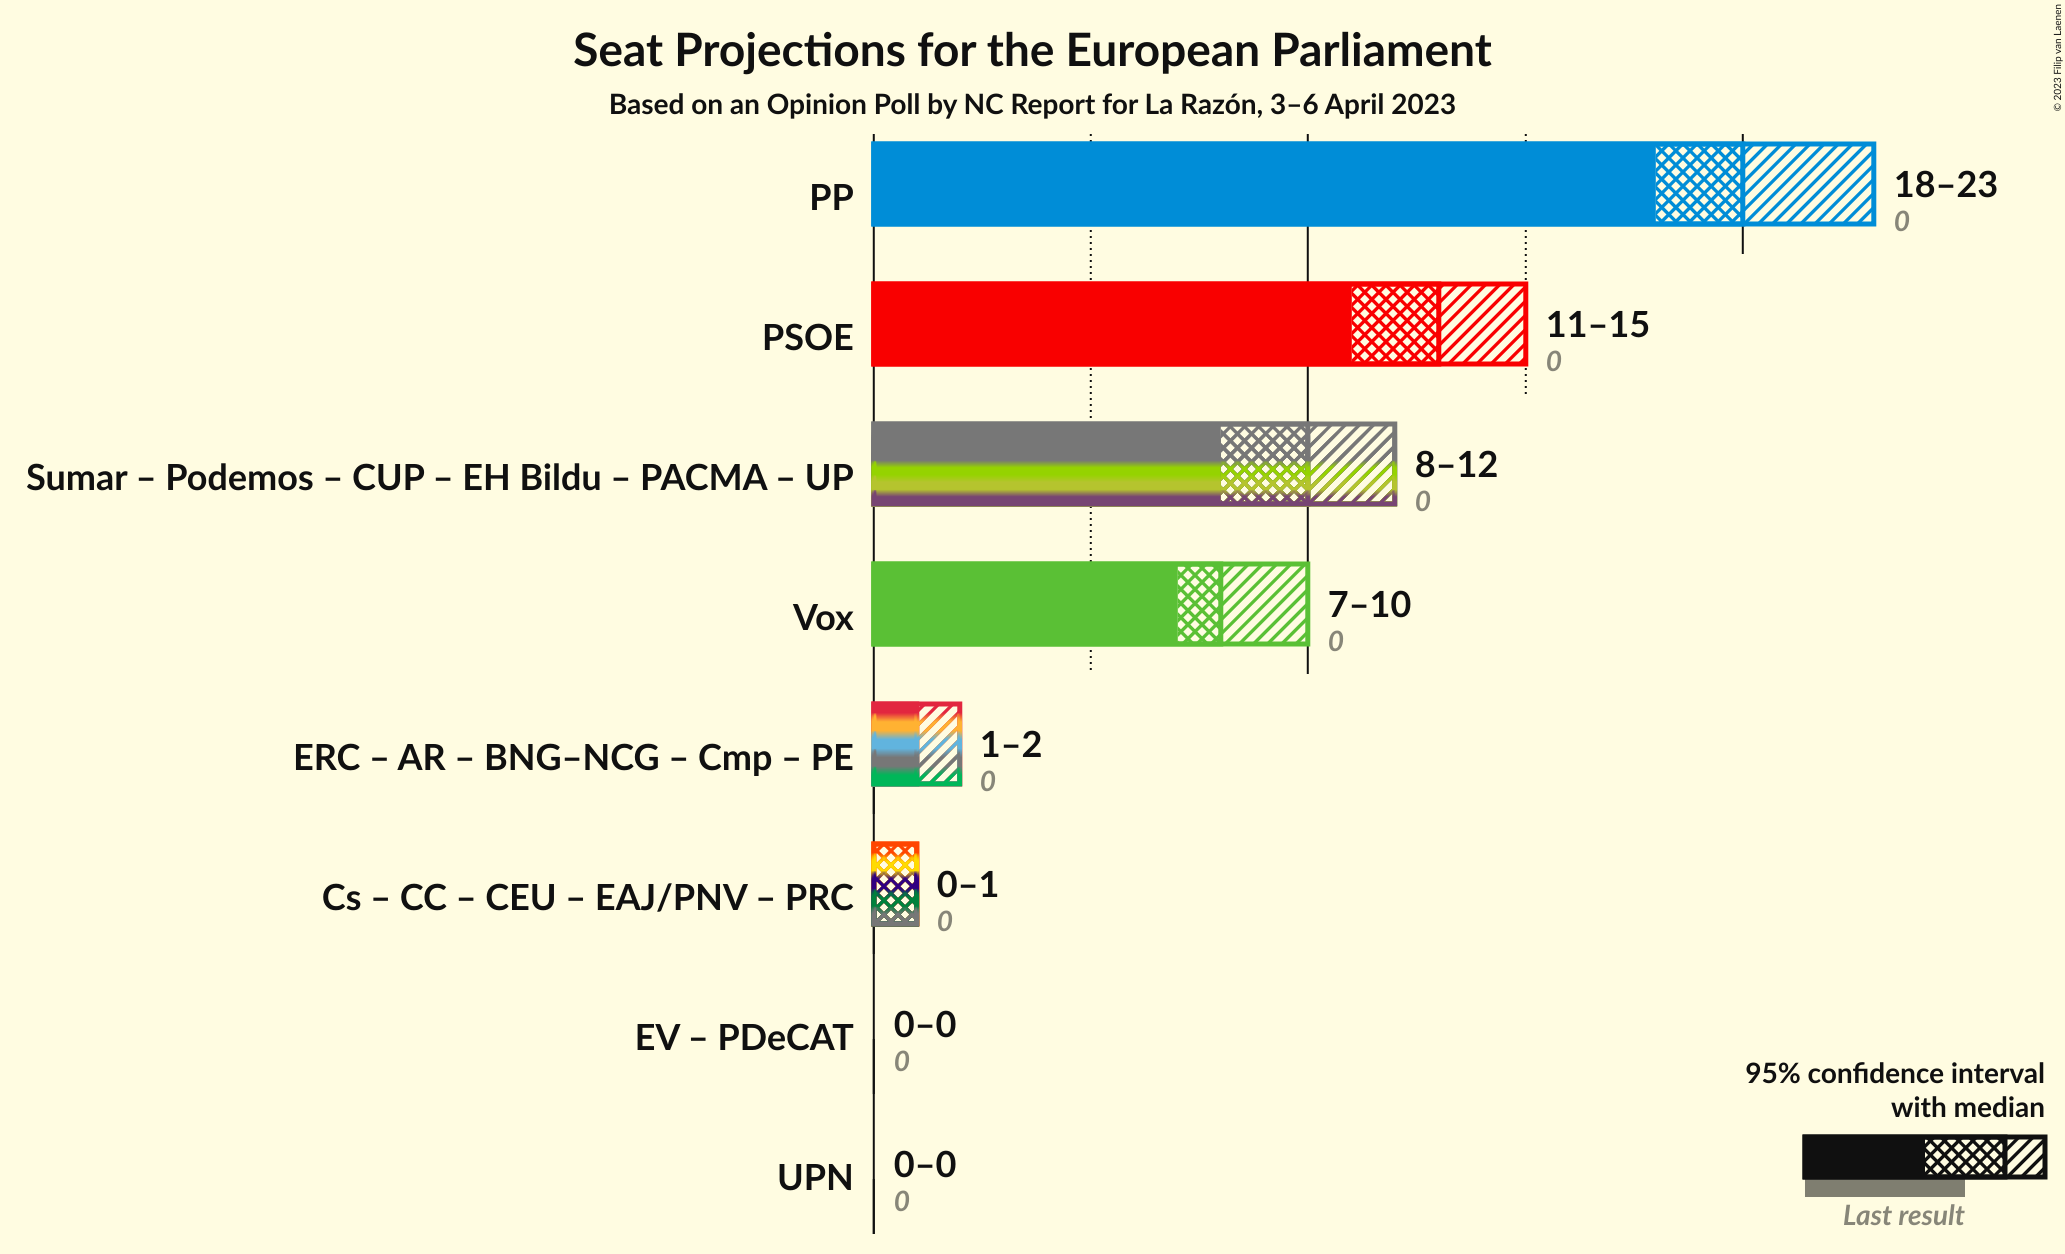 Seat Projections for the European Parliament
Based on an Opinion Poll by NC Report for La Razón, 3–6 April 2023
© 2023 Filip van Laenen
PP
18–23
0
PSOE
11–15
0
Sumar – Podemos – CUP – EH Bildu – PACMA – UP
8–12
0
Vox
7–10
0
ERC – AR – BNG–NCG – Cmp – PE
1–2
0
Cs – CC – CEU – EAJ/PNV – PRC
0–1
0
EV – PDeCAT
0–0
0
UPN
0–0
0
95% confidence interval
with median
Last result